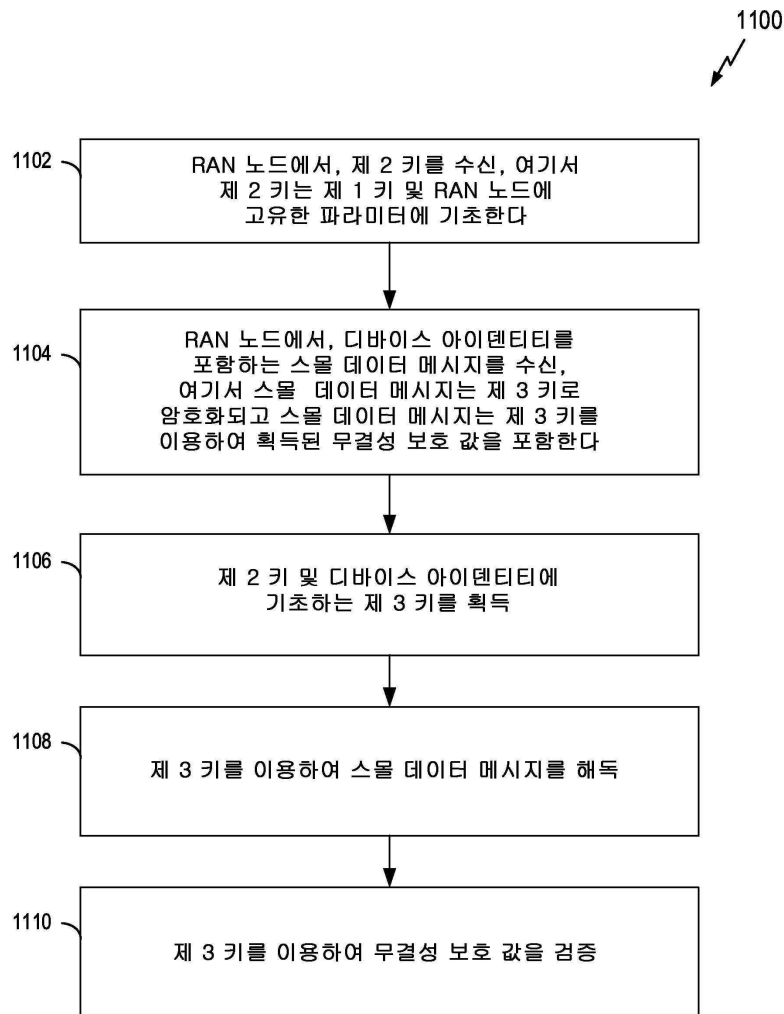 1100
1102
RAN 노드에서, 제 2 키를 수신, 여기서
제 2 키는 제 1 키 및 RAN 노드에
고유한 파라미터에 기초한다
1104
RAN 노드에서, 디바이스 아이덴티티를
포함하는 스몰 데이터 메시지를 수신,
여기서 스몰 데이터 메시지는 제 3 키로
암호화되고 스몰 데이터 메시지는 제 3 키를
이용하여 획득된 무결성 보호 값을 포함한다
1106
제 2 키 및 디바이스 아이덴티티에
기초하는 제 3 키를 획득
1108
제 3 키를 이용하여 스몰 데이터 메시지를 해독
1110
제 3 키를 이용하여 무결성 보호 값을 검증